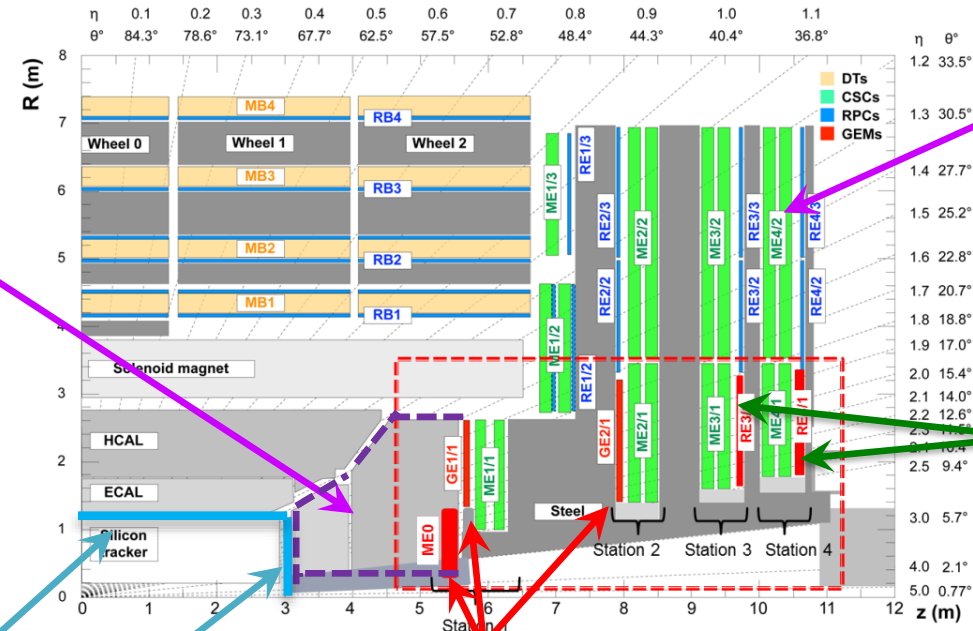 η 0.1 0.2 0.3 0.4 0.5 0.6 0.7 0.8 0.9 1.0 1.1
θ° 84.3° 78.6° 73.1° 67.7° 62.5° 57.5° 52.8° 48.4° 44.3° 40.4° 36.8° η θ°
R (m)
8
7
6
5
4
3
2
1
0
1.2 33.5°
1.3 30.5°
1.4 27.7°
1.5 25.2°
1.6 22.8°
1.7 20.7°
1.8 18.8°
1.9 17.0°
2.0 15.4°
2.1 14.0°
2.2 12.6°
2.3
2.5 9.4°
3.0 5.7°
4.0 2.1°
5.0 0.77°
DTs
CSCs
RPCs
GEMs
MB4
RB4
Wheel 0 Wheel 1 Wheel 2
MB3
RB3
MB2
RB2
MB1
RB1
Solenoid magnet
HCAL
ECAL
Silicon
tracker
ME1/3
RE1/3
ME1/2
RE1/2
GE1/1
ME1/1
ME0
RE2/3
RE2/2
GE2/1
ME2/2
ME2/1
ME3/2
ME3/1
RE3/3
RE3/2
ME4/2
ME4/1
RE4/3
RE4/2
Steel
Station 2 Station 3 Station 4
0 1 2 3 4 5 6 7 8 9 10 11 12
z (m)